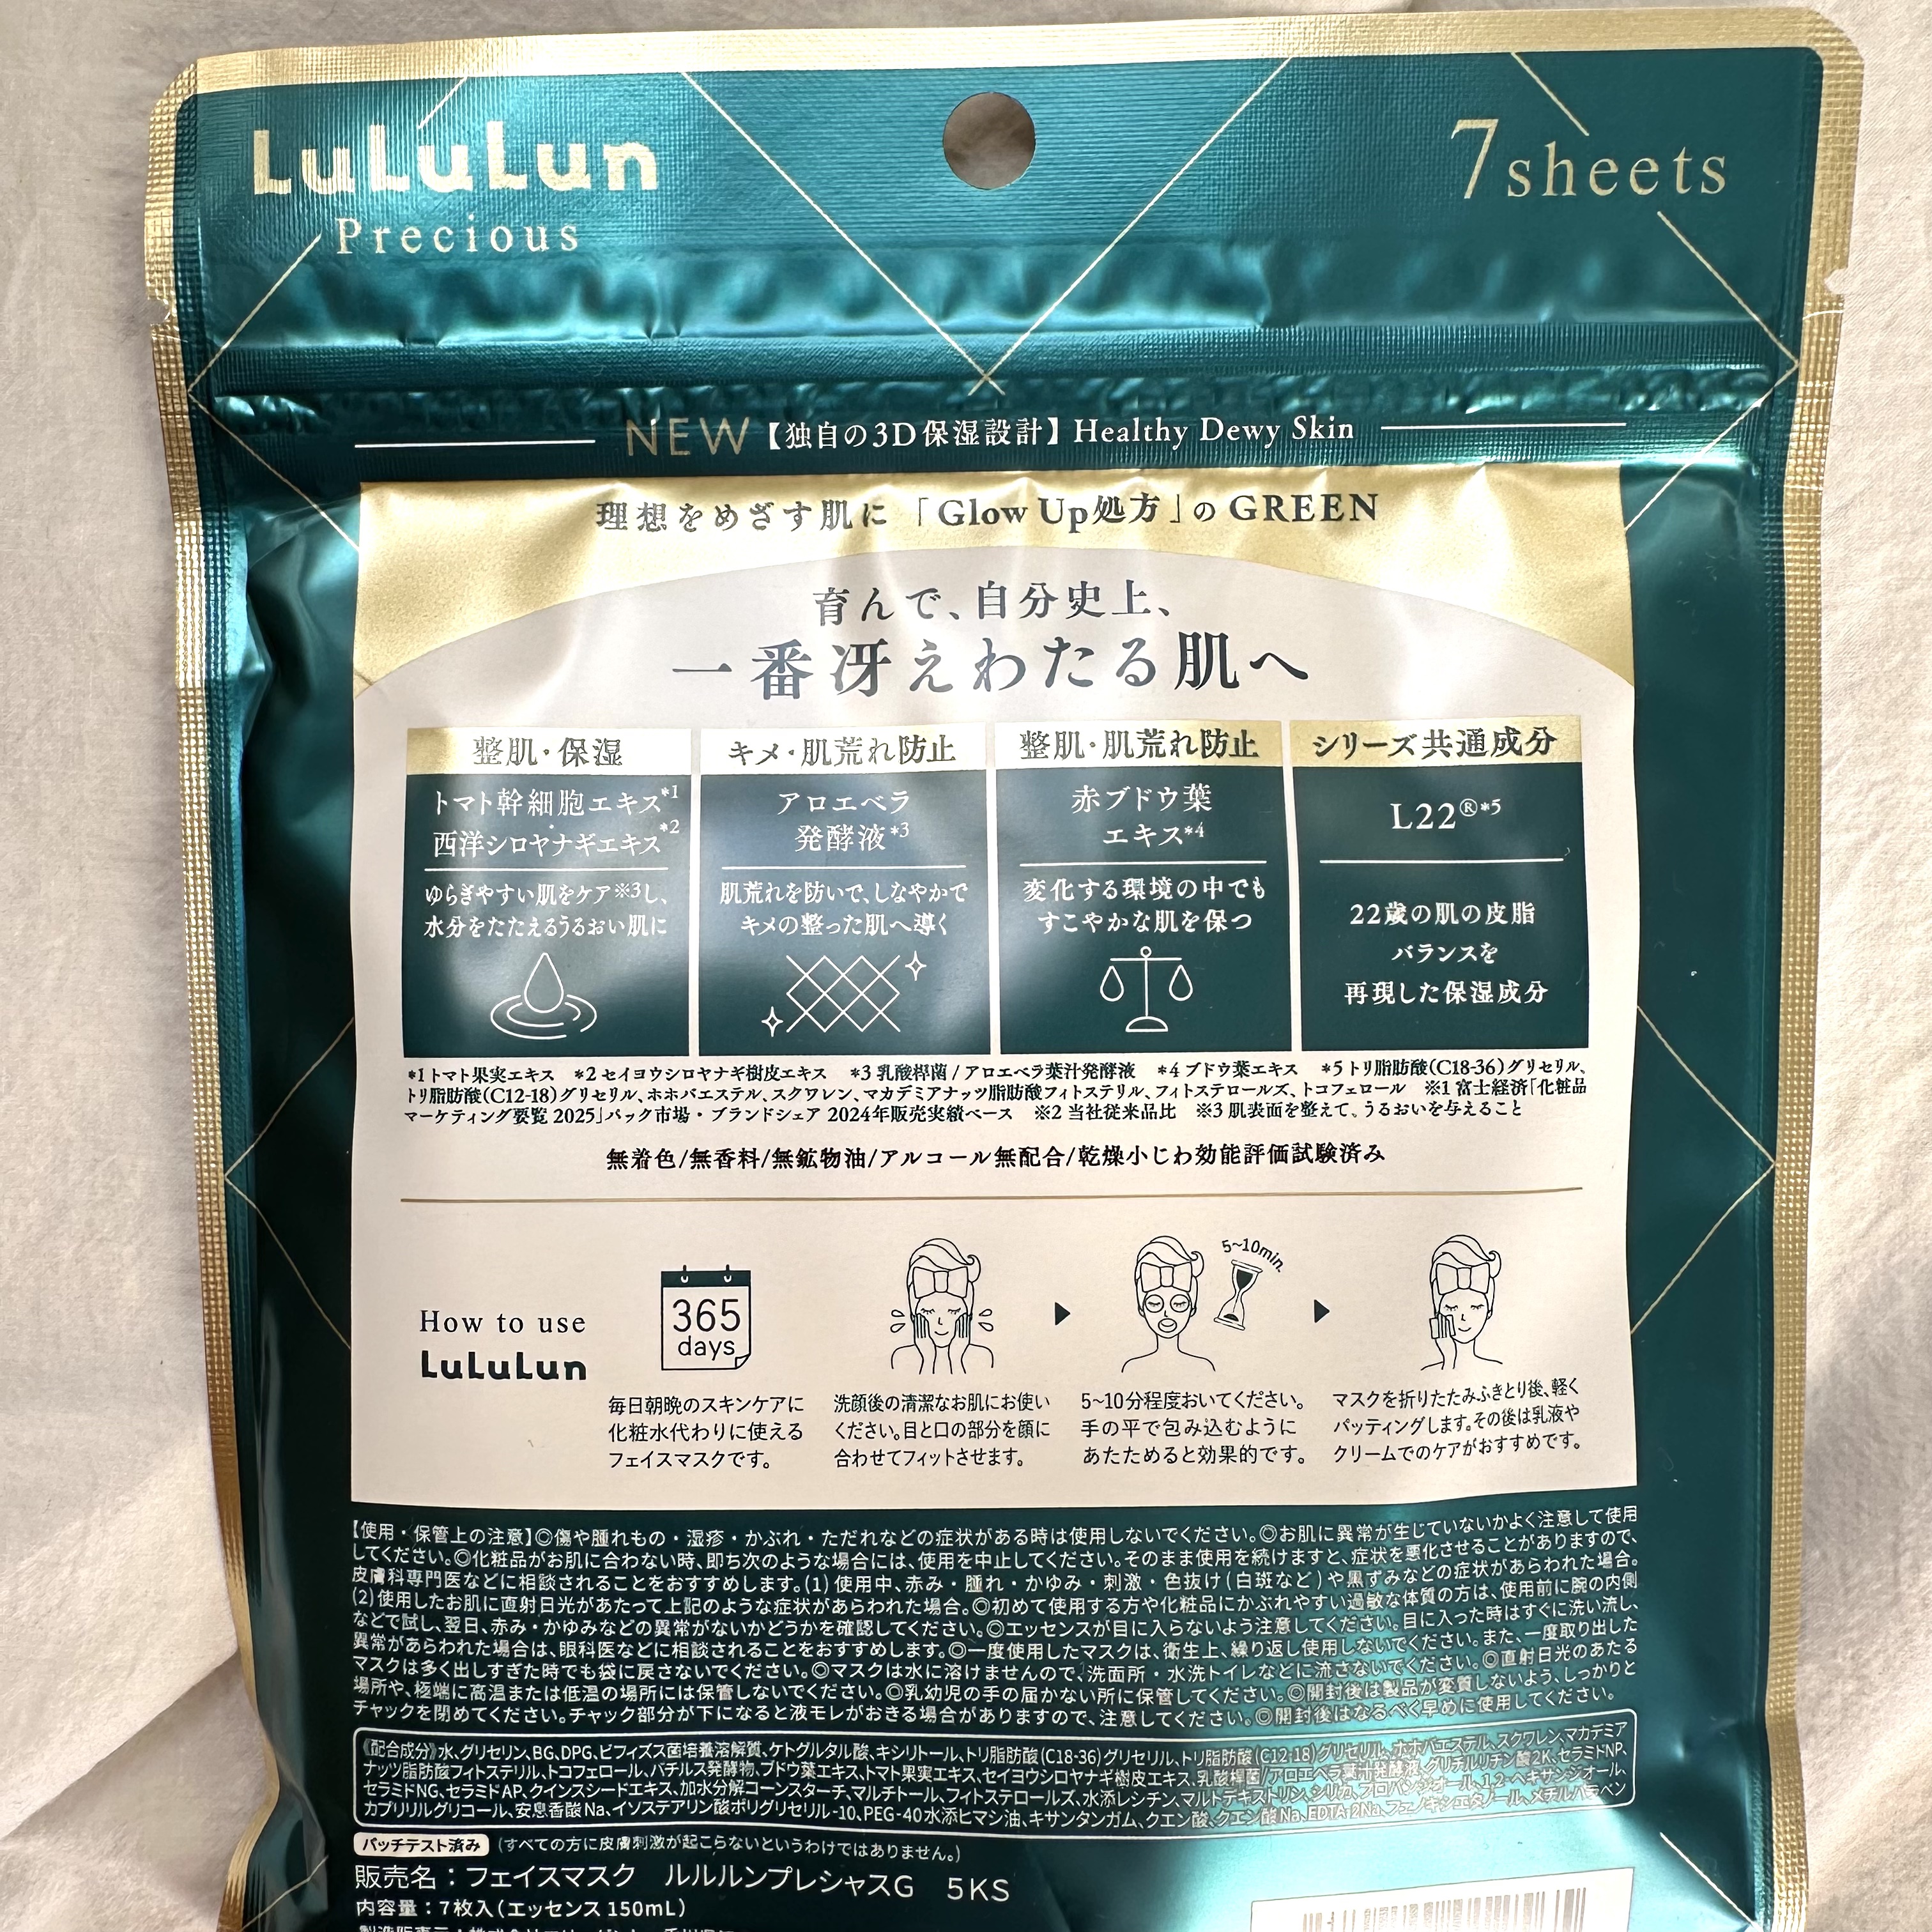 LuLuLun
Precious
7sheets
NEW【独自の3D保湿設計】Healthy Dewy Skin
理想をめざす肌に「Glow Up処方」のGREEN
育んで、自分史上、
一番冴えわたる肌へ
整肌・保湿
トマト幹細胞エキス*1
西洋シロヤナギエキス*2
ゆらぎやすい肌をケア※3し、
水分をたたえるうるおい肌に
キメ・肌荒れ防止
アロエベラ
発酵液*3
肌荒れを防いで、しなやかで
キメの整った肌へ導く
整肌・肌荒れ防止
赤ブドウ葉
エキス*4
変化する環境の中でも
すこやかな肌を保つ
シリーズ共通成分
L22®*5
22歳の肌の皮脂
バランスを
再現した保湿成分
*1 トマト果実エキス *2 セイヨウシロヤナギ樹皮エキス *3 乳酸桿菌/アロエベラ葉汁発酵液 *4 ブドウ葉エキス *5 トリ脂肪酸(C18-36)グリセリル、
トリ脂肪酸(C12-18)グリセリル、ホホバエステル、スクワレン、マカデミアナッツ脂肪酸フィトステリル、フィトステロールズ、トコフェロール ※1 富士経済「化粧品
マーケティング要覧 2025」パック市場・ブランドシェア 2024年販売実績ベース ※2 当社従来品比 ※3 肌表面を整えて、うるおいを与えること
無着色/無香料/無鉱物油/アルコール無配合/乾燥小じわ効能評価試験済み
How to use
LuLuLun
365
days
5~10min.
毎日朝晩のスキンケアに
化粧水代わりに使える
フェイスマスクです。
洗顔後の清潔なお肌にお使い
ください。目と口の部分を顔に
合わせてフィットさせます。
5~10分程度おいてください。
手の平で包み込むように
あたためると効果的です。
マスクを折りたたみふきとり後、軽く
パッティングします。その後は乳液や
クリームでのケアがおすすめです。
【使用・保管上の注意】◎傷や腫れもの・湿疹・かぶれ・ただれなどの症状がある時は使用しないでください。◎お肌に異常が生じていないかよく注意して使用
してください。◎化粧品がお肌に合わない時、即ち次のような場合には、使用を中止してください。そのまま使用を続けますと、症状を悪化させることがありますので、
皮膚科専門医などに相談されることをおすすめします。(1) 使用中、赤み・腫れ・かゆみ・刺激・色抜け(白斑など)や黒ずみなどの症状があらわれた場合。
(2) 使用したお肌に直射日光があたって上記のような症状があらわれた場合。◎初めて使用する方や化粧品にかぶれやすい過敏な体質の方は、使用前に腕の内側
などで試し、翌日、赤み・かゆみなどの異常がないかどうかを確認してください。◎エッセンスが目に入らないよう注意してください。目に入った時はすぐに洗い流し、
異常があらわれた場合は、眼科医などに相談されることをおすすめします。◎一度使用したマスクは、衛生上、繰り返し使用しないでください。また、一度取り出した
マスクは多く出しすぎた時でも袋に戻さないでください。◎マスクは水に溶けませんので、洗面所・水洗トイレなどに流さないでください。◎直射日光のあたる
場所や、極端に高温または低温の場所には保管しないでください。◎乳幼児の手の届かない所に保管してください。◎開封後は製品が変質しないよう、しっかりと
チャックを閉めてください。チャック部分が下になると液モレがおきる場合がありますので、注意してください。◎開封後はなるべく早めに使用してください。
《配合成分》水、グリセリン、BG、DPG、ビフィズス菌培養溶解質、ケトグルタル酸、キシリトール、トリ脂肪酸(C18-36)グリセリル、トリ脂肪酸(C12-18)グリセリル、ホホバエステル、スクワレン、マカデミア
ナッツ脂肪酸フィトステリル、トコフェロール、バチルス発酵物、ブドウ葉エキス、トマト果実エキス、セイヨウシロヤナギ樹皮エキス、乳酸桿菌/アロエベラ葉汁発酵液、グリチルリチン酸2K、セラミドNP、
セラミドNG、セラミドAP、クインスシードエキス、加水分解コーンスターチ、マルチトール、フィトステロールズ、水添レシチン、マルトデキストリン、シリカ、プロパンジオール、1,2-ヘキサンジオール、
カプリリルグリコール、安息香酸Na、イソステアリン酸ポリグリセリル-10、PEG-40水添ヒマシ油、キサンタンガム、クエン酸、クエン酸Na、EDTA-2Na、フェノキシエタノール、メチルパラベン
パッチテスト済み (すべての方に皮膚刺激が起こらないというわけではありません。)
販売名：フェイスマスク ルルルンプレシャスG 5KS
内容量：7枚入(エッセンス 150mL)